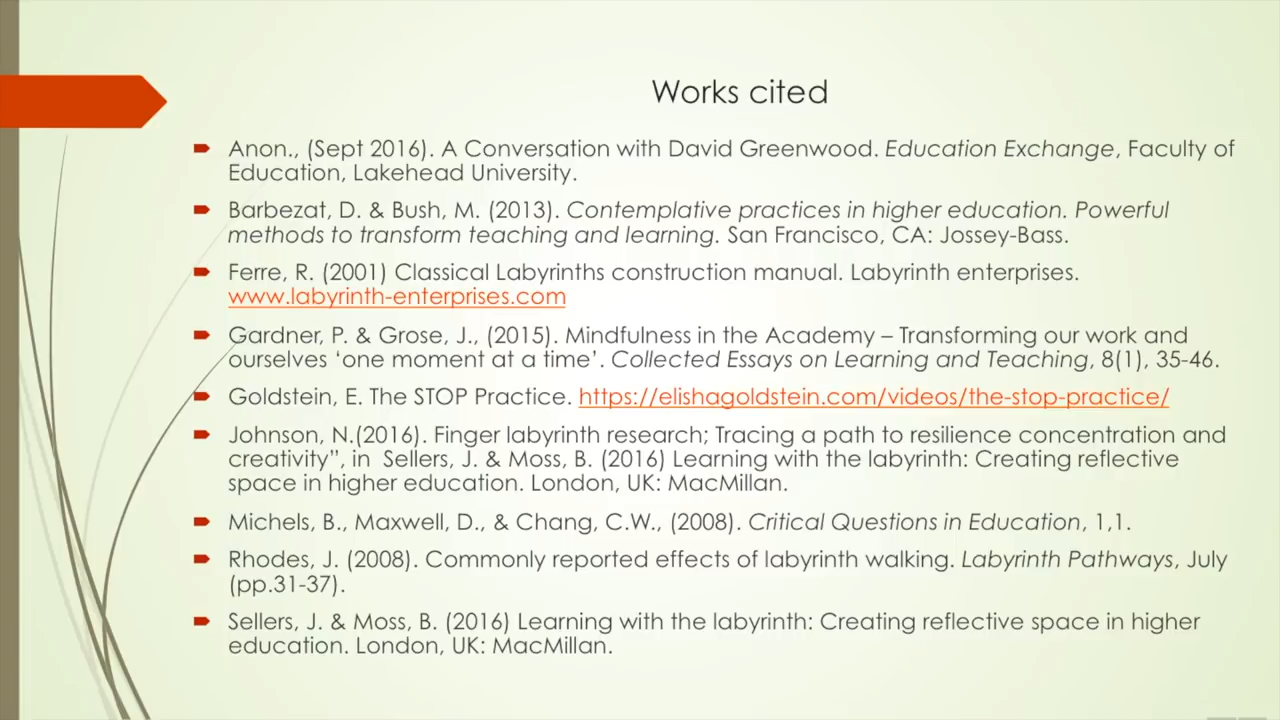 Works cited
Anon., (Sept 2016). A Conversation with David Greenwood. Education Exchange, Faculty of
Education, Lakehead University.
Barbezat, D. & Bush, M. (2013). Contemplative practices in higher education. Powerful
methods to transform teaching and learning. San Francisco, CA: Jossey-Bass.
Ferre, R. (2001) Classical Labyrinths construction manual. Labyrinth enterprises.
www.labyrinth-enterprises.com
Gardner, P. & Grose, J., (2015). Mindfulness in the Academy – Transforming our work and
ourselves ‘one moment at a time’. Collected Essays on Learning and Teaching, 8(1), 35-46.
Goldstein, E. The STOP Practice. https://elishagoldstein.com/videos/the-stop-practice/
Johnson, N.(2016). Finger labyrinth research; Tracing a path to resilience concentration and
creativity”, in  Sellers, J. & Moss, B. (2016) Learning with the labyrinth: Creating reflective
space in higher education. London, UK: MacMillan.
Michels, B., Maxwell, D., & Chang, C.W., (2008). Critical Questions in Education, 1,1.
Rhodes, J. (2008). Commonly reported effects of labyrinth walking. Labyrinth Pathways, July
(pp.31-37).
Sellers, J. & Moss, B. (2016) Learning with the labyrinth: Creating reflective space in higher
education. London, UK: MacMillan.